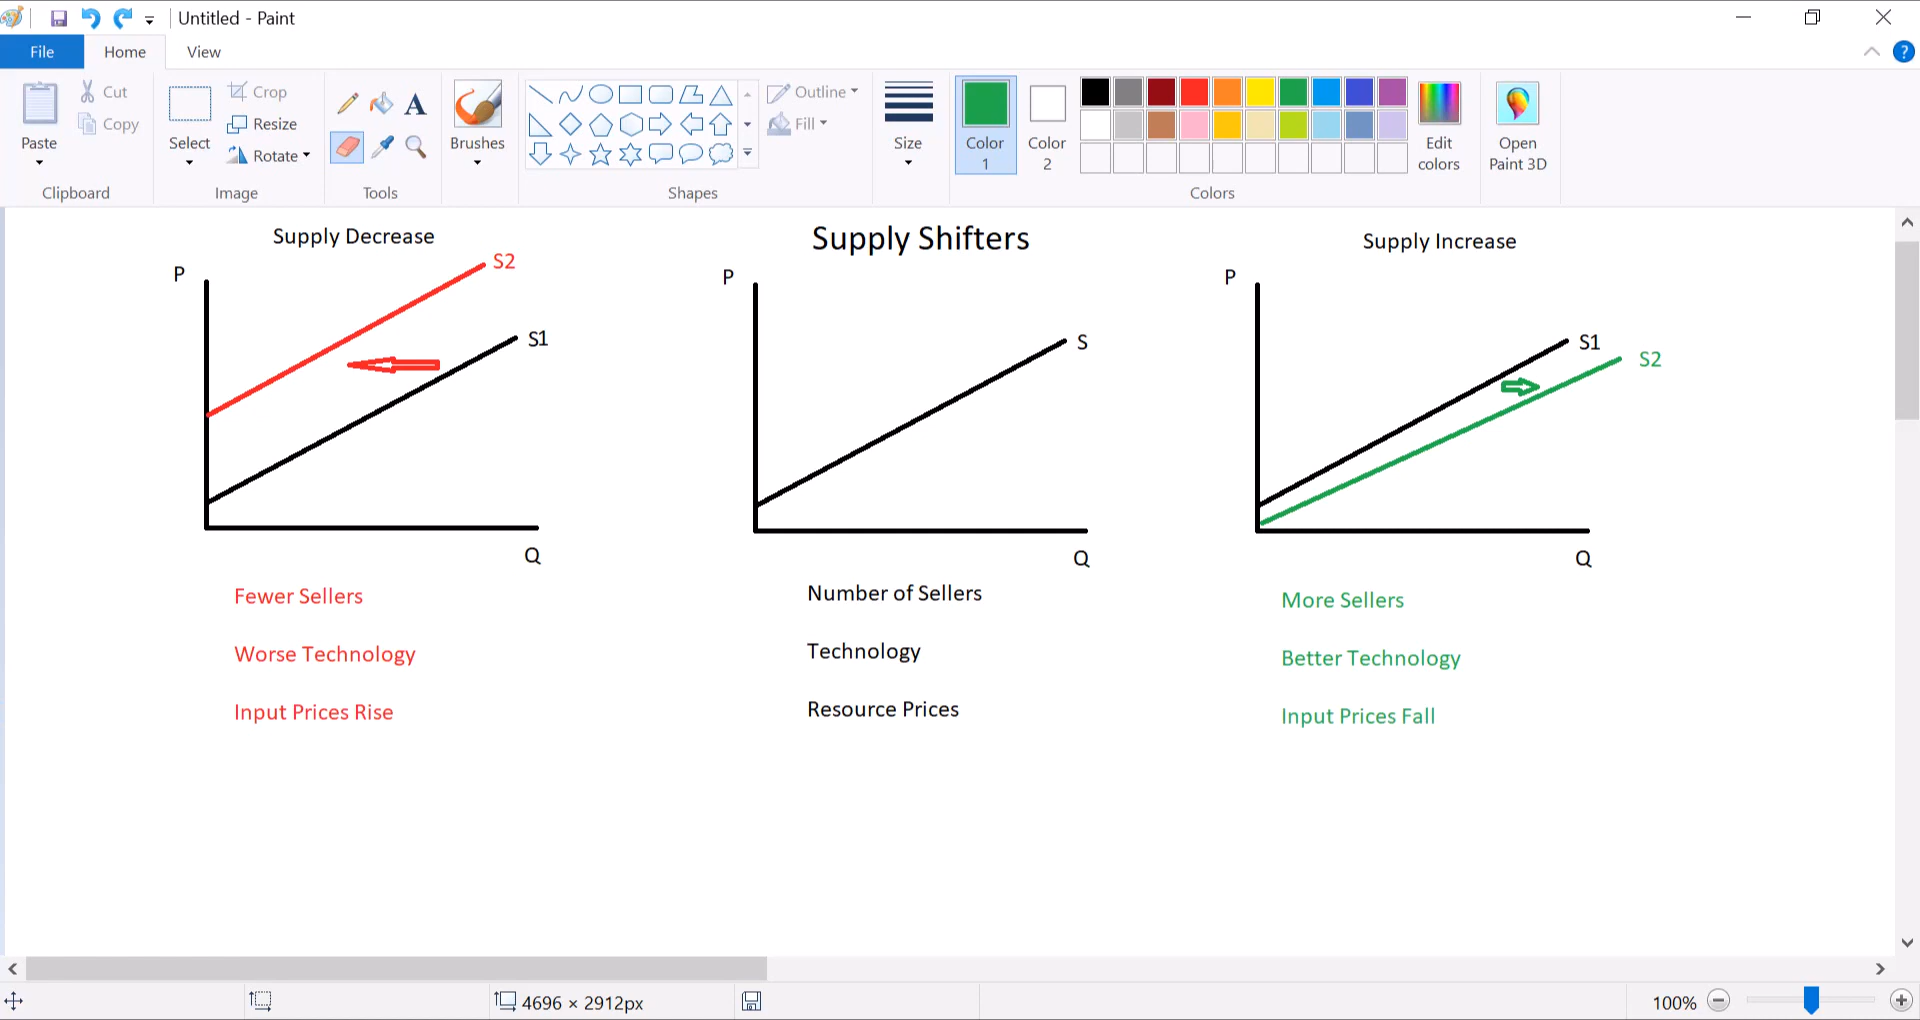 Untitled - Paint
File
Home
View
Paste
Cut
Copy
Clipboard
Select
Crop
Resize
Rotate
Image
A
Tools
Brushes
Outline
Fill
Shapes
Size
Color 1
Color 2
Colors
Edit colors
Open Paint 3D
?
Supply Decrease
Supply Shifters
Supply Increase
P
S2
S1
Q
P
S
Q
P
S1
S2
Q
Fewer Sellers
Worse Technology
Input Prices Rise
Number of Sellers
Technology
Resource Prices
More Sellers
Better Technology
Input Prices Fall
4696 × 2912px
100%